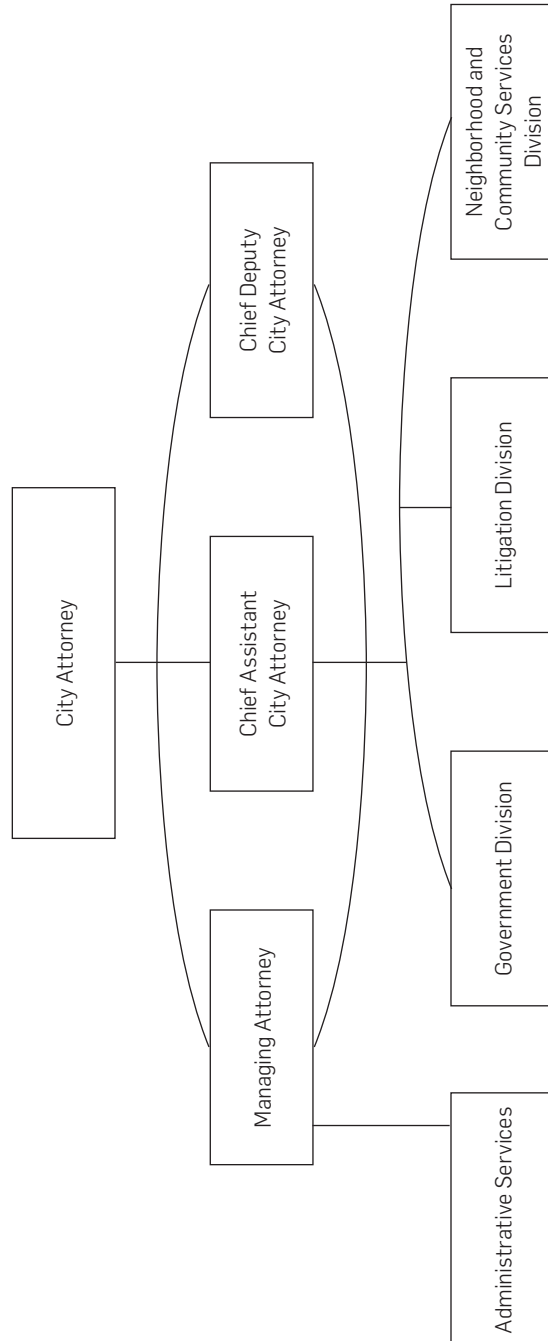 City Attorney
Managing Attorney
Chief Assistant
City Attorney
Chief Deputy
City Attorney
Administrative Services
Government Division
Litigation Division
Neighborhood and
Community Services
Division